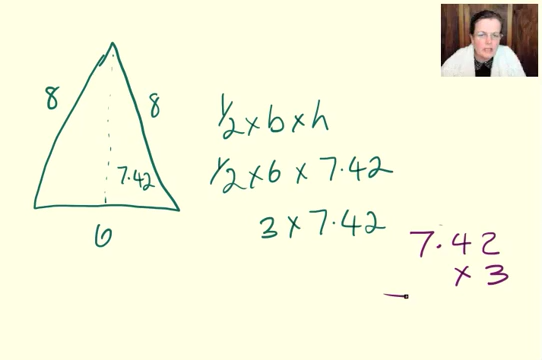 8
8
7.42
6
1/2 x b x h
1/2 x 6 x 7.42
3 x 7.42
7.42
x 3